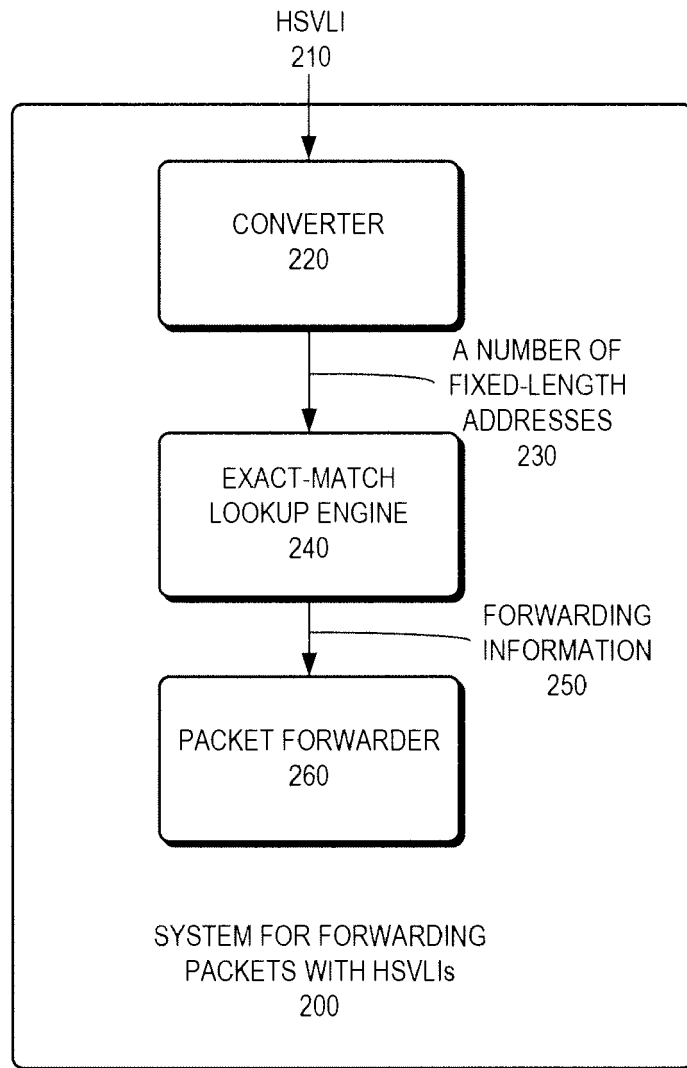 HSVLI
210
CONVERTER
220
A NUMBER OF
FIXED-LENGTH
ADDRESSES
230
EXACT-MATCH
LOOKUP ENGINE
240
FORWARDING
INFORMATION
250
PACKET FORWARDER
260
SYSTEM FOR FORWARDING
PACKETS WITH HSVLIs
200